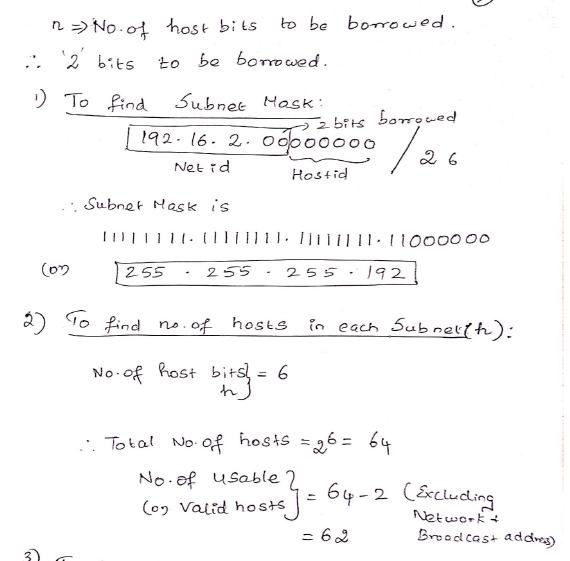 n ⇒ No. of host bits to be borrowed.
∴ '2' bits to be borrowed.
1) To find Subnet Mask:
→ 2 bits borrowed
192. 16. 2. 00000000 / 26
Net id Hostid
∴ Subnet Mask is
11111111. 11111111. 11111111. 11000000
(or) 255 . 255 . 255 . 192
2) To find no. of hosts in each Subnet(h):
No. of host bits} = 6
h
∴ Total No. of hosts = 2^6 = 64
No. of usable
(or) Valid hosts} = 64 - 2 (Excluding
Network +
= 62 Broadcast address)
3)